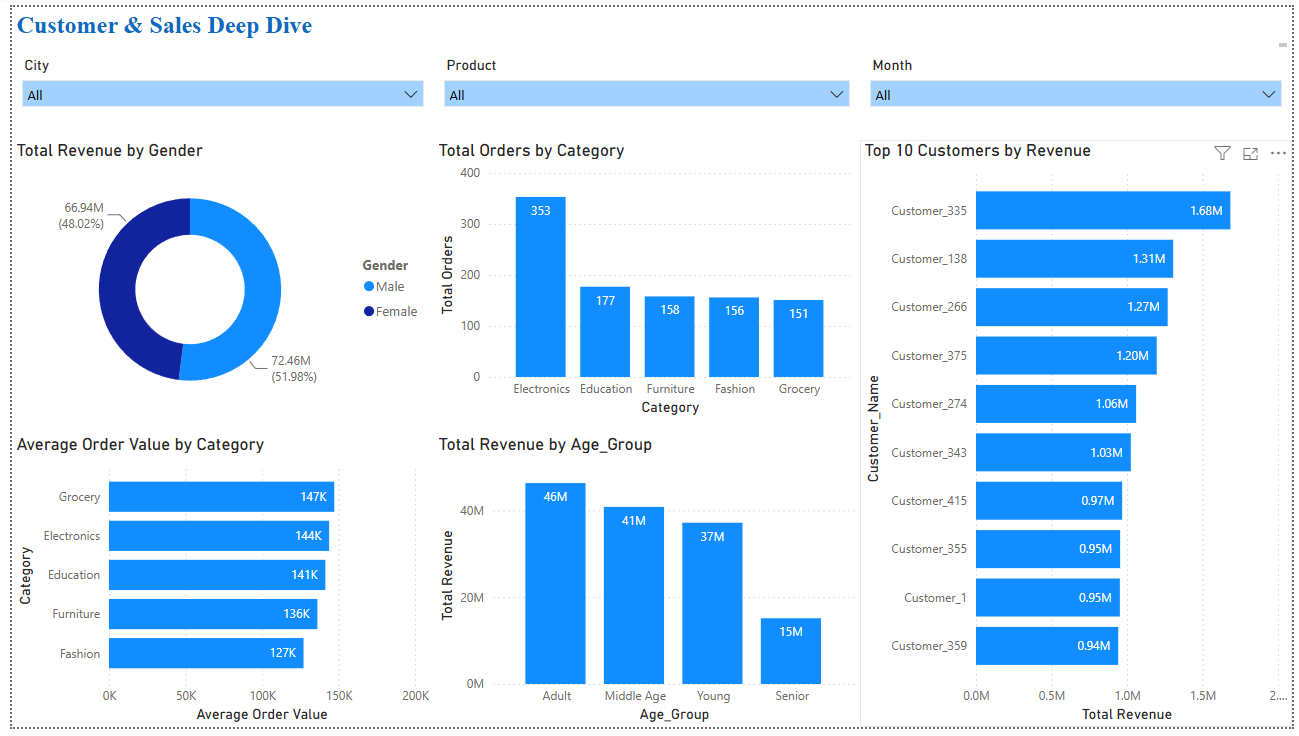 Customer & Sales Deep Dive
City
All
Product
All
Month
All
Total Revenue by Gender
66.94M
(48.02%)
72.46M
(51.98%)
Gender
Male
Female
Total Orders by Category
Total Orders
400
300
200
100
0
353
177
158
156
151
Electronics
Education
Furniture
Fashion
Grocery
Category
Top 10 Customers by Revenue
Customer_Name
Customer_335
1.68M
Customer_138
1.31M
Customer_266
1.27M
Customer_375
1.20M
Customer_274
1.06M
Customer_343
1.03M
Customer_415
0.97M
Customer_355
0.95M
Customer_1
0.95M
Customer_359
0.94M
0.0M
0.5M
1.0M
1.5M
2....
Total Revenue
Average Order Value by Category
Category
Grocery
147K
Electronics
144K
Education
141K
Furniture
136K
Fashion
127K
0K
50K
100K
150K
200K
Average Order Value
Total Revenue by Age_Group
Total Revenue
40M
20M
0M
46M
41M
37M
15M
Adult
Middle Age
Young
Senior
Age_Group